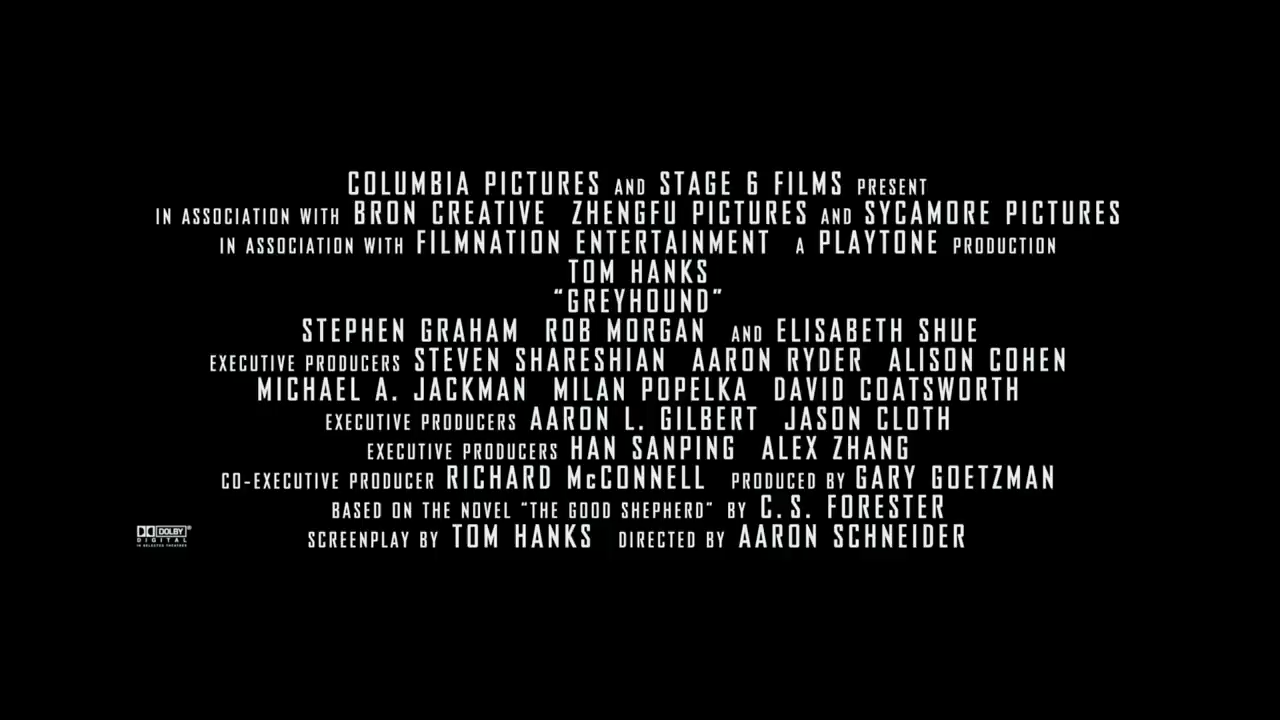 COLUMBIA PICTURES AND STAGE 6 FILMS PRESENT
IN ASSOCIATION WITH BRON CREATIVE ZHENGFU PICTURES AND SYCAMORE PICTURES
IN ASSOCIATION WITH FILMNATION ENTERTAINMENT A PLAYTONE PRODUCTION
TOM HANKS
“GREYHOUND”
STEPHEN GRAHAM ROB MORGAN AND ELISABETH SHUE
EXECUTIVE PRODUCERS STEVEN SHARESHIAN AARON RYDER ALISON COHEN
MICHAEL A. JACKMAN MILAN POPELKA DAVID COATSWORTH
EXECUTIVE PRODUCERS AARON L. GILBERT JASON CLOTH
EXECUTIVE PRODUCERS HAN SANPING ALEX ZHANG
CO-EXECUTIVE PRODUCER RICHARD McCONNELL PRODUCED BY GARY GOETZMAN
BASED ON THE NOVEL “THE GOOD SHEPHERD” BY C.S. FORESTER
SCREENPLAY BY TOM HANKS DIRECTED BY AARON SCHNEIDER
DOLBY®
DIGITAL
IN SELECTED THEATRES